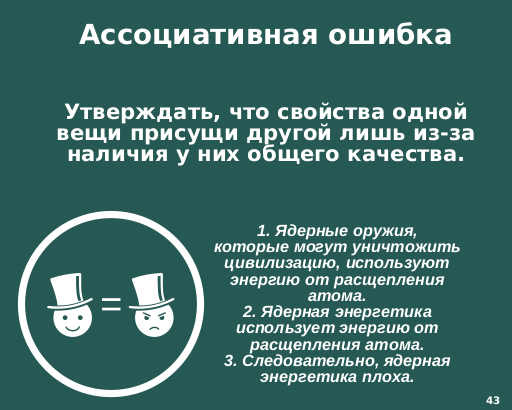 Ассоциативная ошибка
Утверждать, что свойства одной
вещи присущи другой лишь из-за
наличия у них общего качества.
1. Ядерные оружия,
которые могут уничтожить
цивилизацию, используют
энергию от расщепления
атома.
2. Ядерная энергетика
использует энергию от
расщепления атома.
3. Следовательно, ядерная
энергетика плоха.
=
43